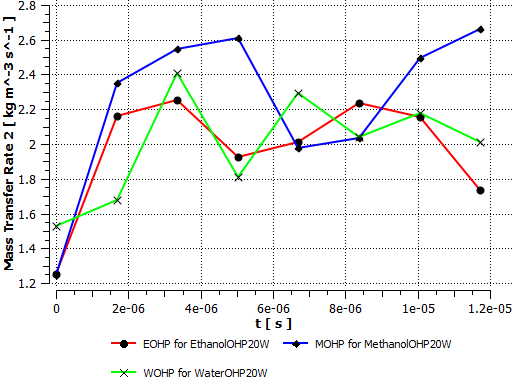 2.8
2.6
2.4
2.2
2
1.8
1.6
1.4
1.2
Mass Transfer Rate 2 [ kg m^-3 s^-1 ]
0 2e-06 4e-06 6e-06 8e-06 1e-05 1.2e-05
t [ s ]
EOHP for EthanolOHP20W MOHP for MethanolOHP20W
WOHP for WaterOHP20W